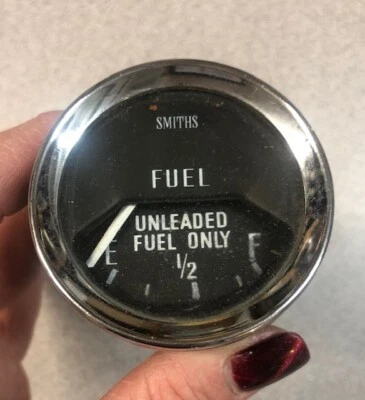 SMITHS
FUEL
UNLEADED
FUEL ONLY
E 1/2 F